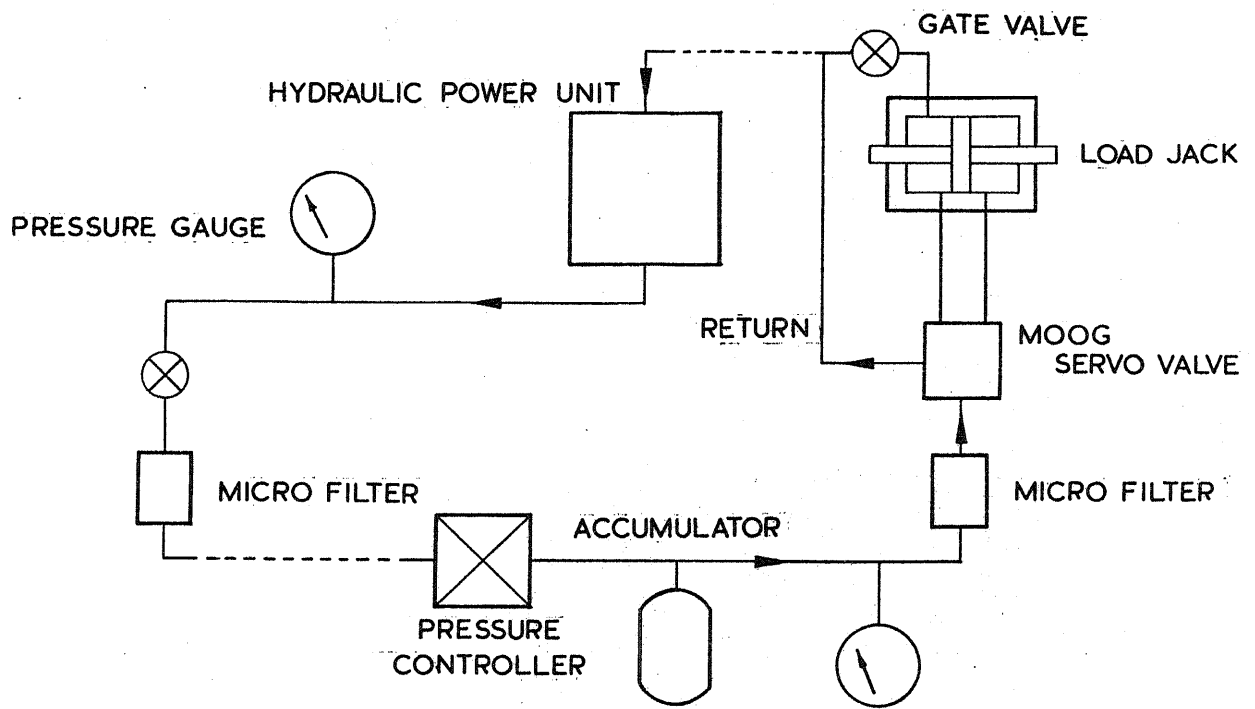 GATE VALVE
HYDRAULIC POWER UNIT
LOAD JACK
PRESSURE GAUGE
RETURN
MOOG
SERVO VALVE
MICRO FILTER
MICRO FILTER
ACCUMULATOR
PRESSURE
CONTROLLER